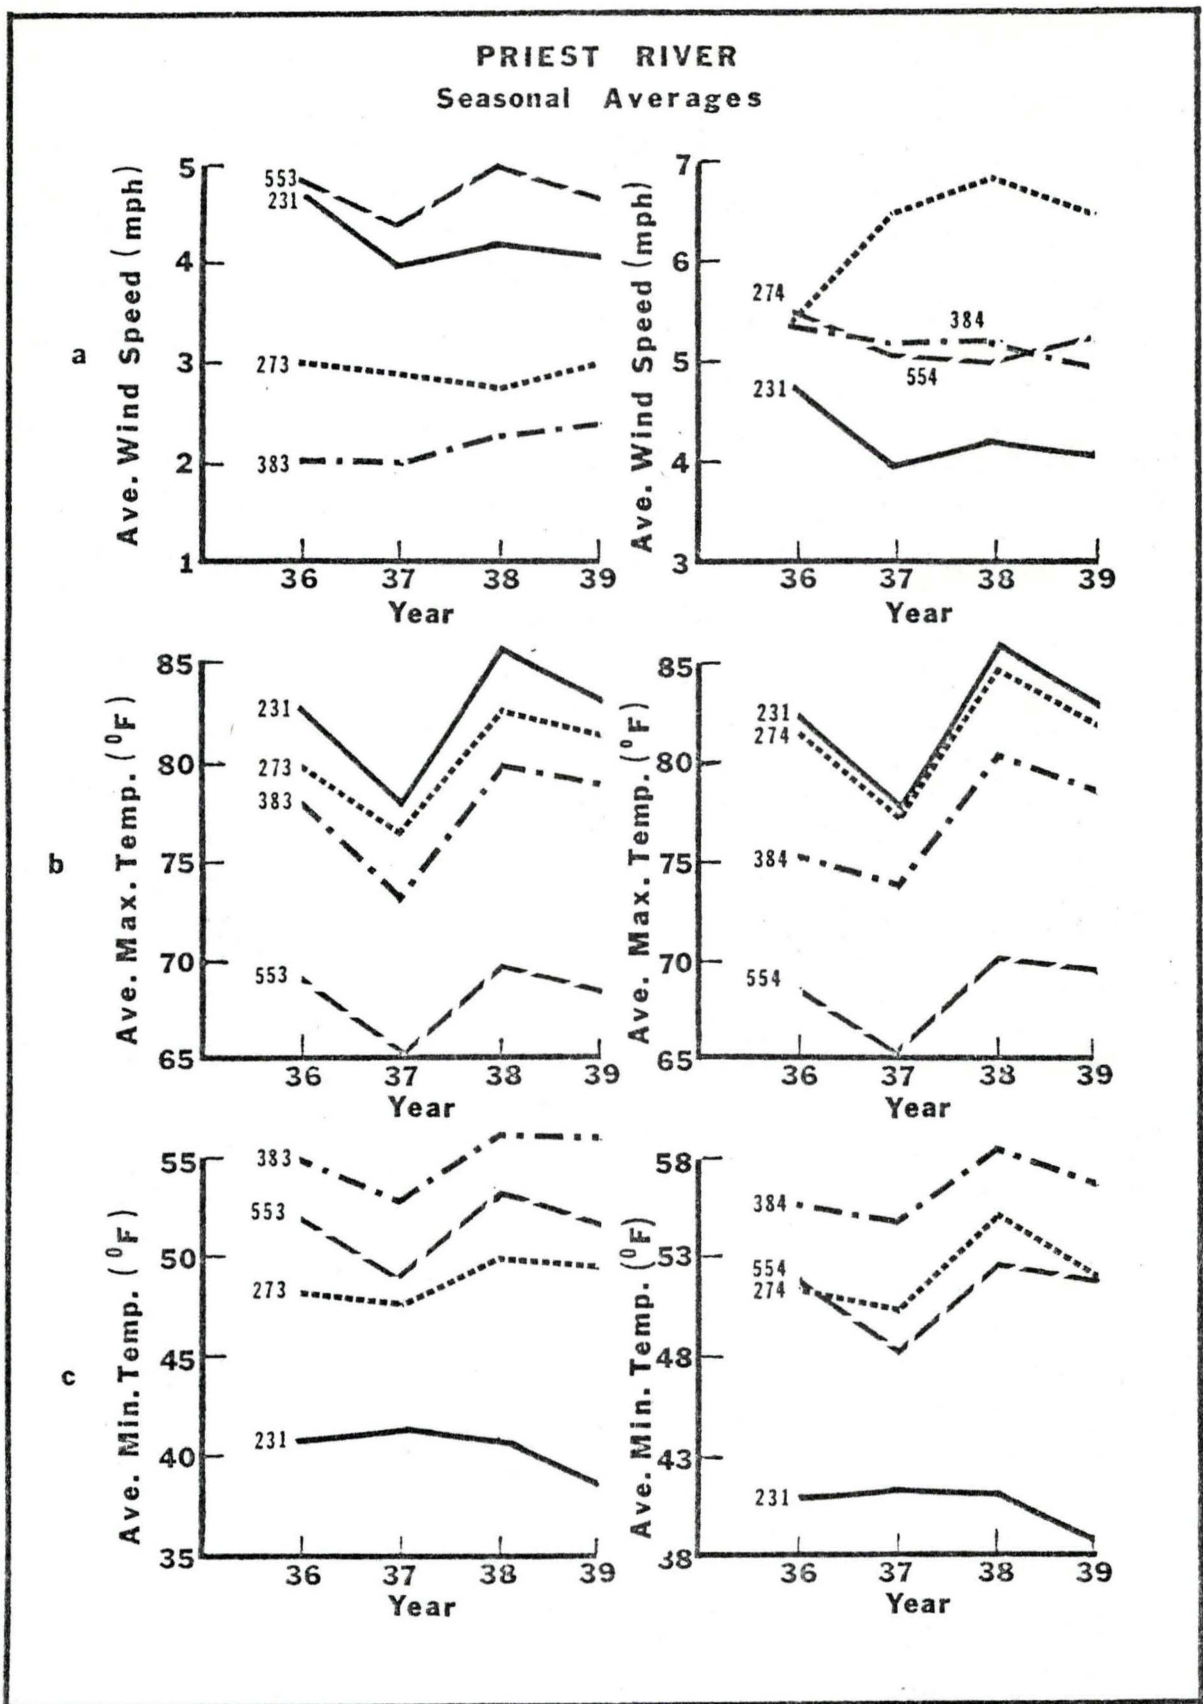 PRIEST RIVER
Seasonal Averages
a
Ave. Wind Speed (mph)
5
4
3
2
1
553
231
273
383
36 37 38 39
Year
Ave. Wind Speed (mph)
7
6
5
4
3
274
384
554
231
36 37 38 39
Year
b
Ave. Max. Temp. (°F)
85
80
75
70
65
231
273
383
553
36 37 38 39
Year
Ave. Max. Temp. (°F)
85
80
75
70
65
231
274
384
554
36 37 38 39
Year
c
Ave. Min. Temp. (°F)
55
50
45
40
35
383
553
273
231
36 37 38 39
Year
Ave. Min. Temp. (°F)
58
53
48
43
38
384
554
274
231
36 37 38 39
Year